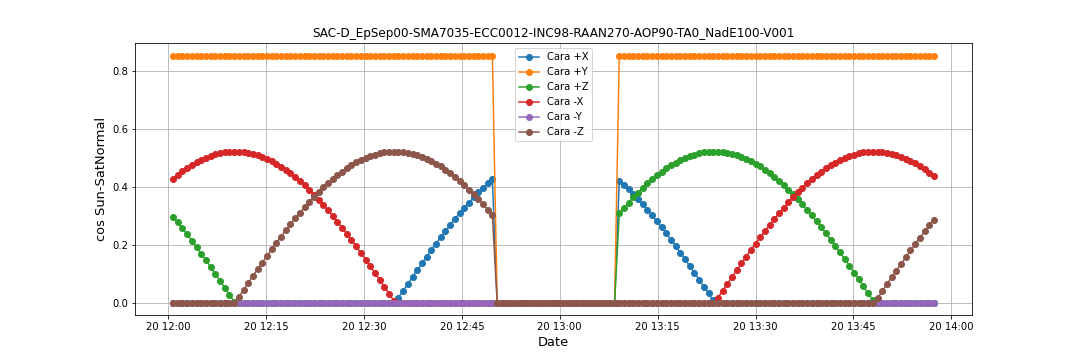 SAC-D_EpSep00-SMA7035-ECC0012-INC98-RAAN270-AOP90-TA0_NadE100-V001
cos Sun-SatNormal
0.8
0.6
0.4
0.2
0.0
Cara +X
Cara +Y
Cara +Z
Cara -X
Cara -Y
Cara -Z
20 12:00
20 12:15
20 12:30
20 12:45
20 13:00
20 13:15
20 13:30
20 13:45
20 14:00
Date